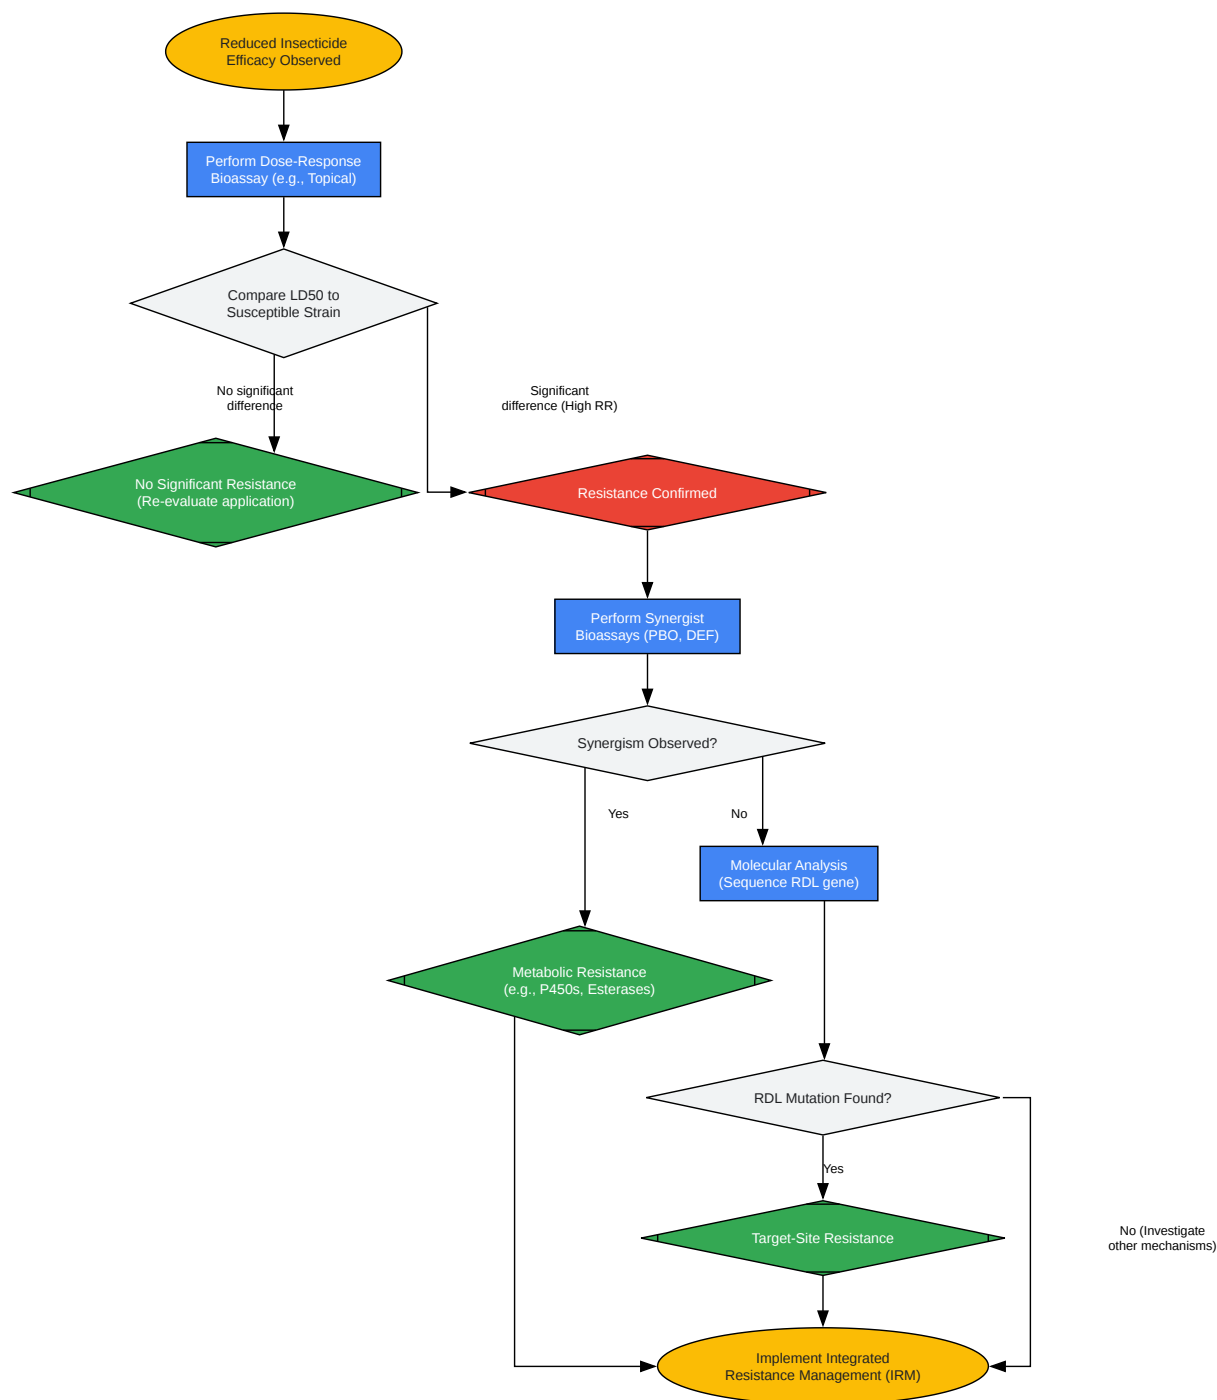 Reduced Insecticide
Efficacy Observed
Perform Dose-Response
Bioassay (e.g., Topical)
Compare LD50 to
Susceptible Strain
No significant
difference
Significant
difference (High RR)
No Significant Resistance
(Re-evaluate application)
Resistance Confirmed
Perform Synergist
Bioassays (PBO, DEF)
Synergism Observed?
Yes
No
Molecular Analysis
(Sequence RDL gene)
Metabolic Resistance
(e.g., P450s, Esterases)
RDL Mutation Found?
Yes
No (Investigate
other mechanisms)
Target-Site Resistance
Implement Integrated
Resistance Management (IRM)